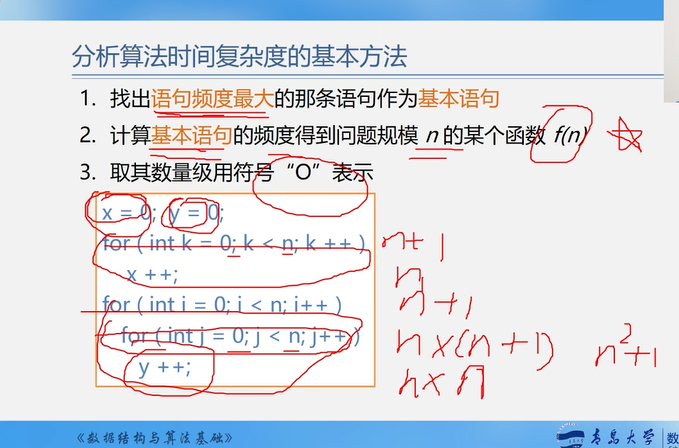 分析算法时间复杂度的基本方法
1. 找出语句频度最大的那条语句作为基本语句
2. 计算基本语句的频度得到问题规模 n 的某个函数 f(n)
3. 取其数量级用符号“O”表示
x = 0; y = 0;
for ( int k = 0; k < n; k ++ ) n+1
x ++; n
for ( int i = 0; i < n; i++ ) n+1
for ( int j = 0; j < n; j++ ) n×(n+1) n²+1
y ++; n×n
《数据结构与算法基础》 青岛大学 数